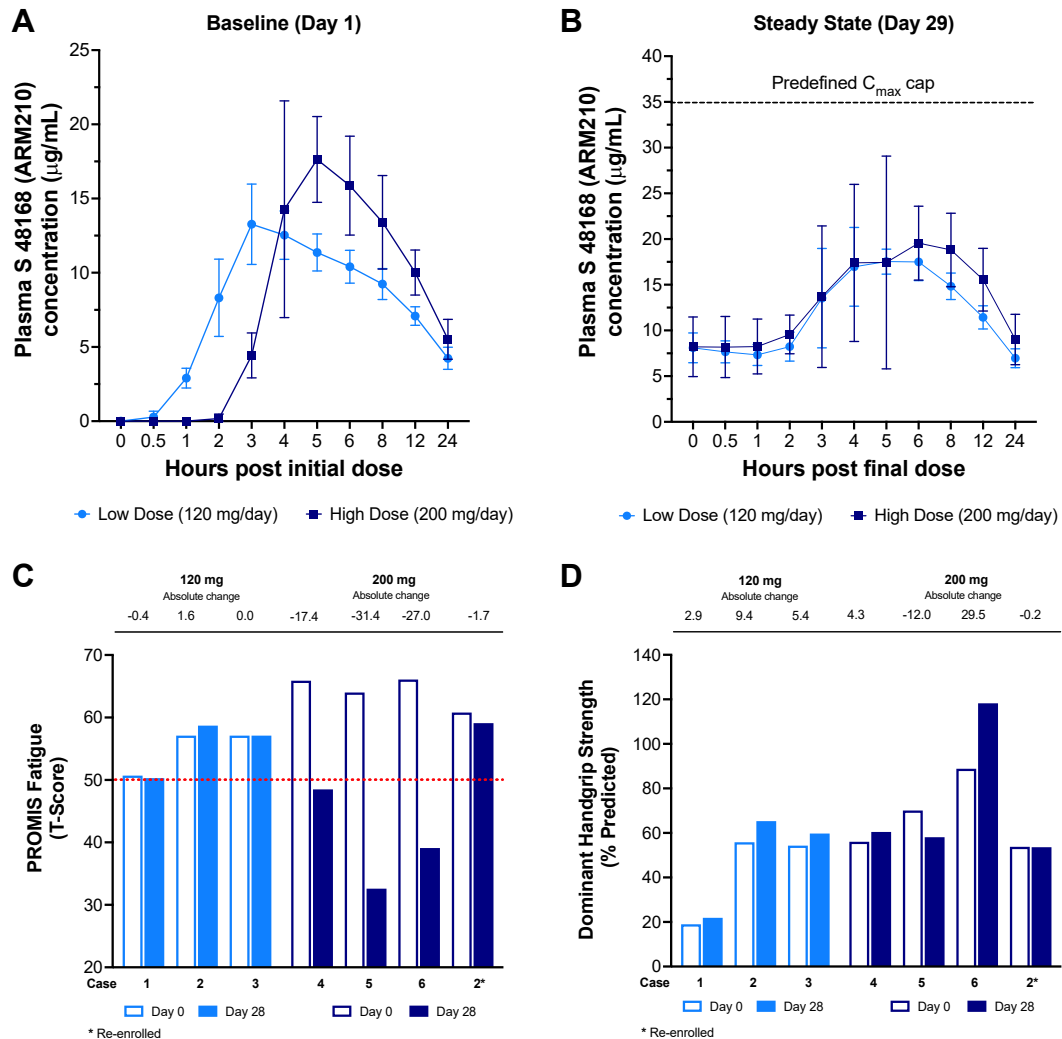 A
Baseline (Day 1)
Plasma S 48168 (ARM210)
concentration (μg/mL)
25
20
15
10
5
0
0 0.5 1 2 3 4 5 6 8 12 24
Hours post initial dose
Low Dose (120 mg/day) High Dose (200 mg/day)
B
Steady State (Day 29)
Plasma S 48168 (ARM210)
concentration (μg/mL)
40
35
30
25
20
15
10
5
0
Predefined Cmax cap
0 0.5 1 2 3 4 5 6 8 12 24
Hours post final dose
Low Dose (120 mg/day) High Dose (200 mg/day)
C
120 mg 200 mg
Absolute change Absolute change
-0.4 1.6 0.0 -17.4 -31.4 -27.0 -1.7
PROMIS Fatigue
(T-Score)
70
60
50
40
30
20
Case 1 2 3 4 5 6 2*
Day 0 Day 28 Day 0 Day 28
* Re-enrolled
D
120 mg 200 mg
Absolute change Absolute change
2.9 9.4 5.4 4.3 -12.0 29.5 -0.2
Dominant Handgrip Strength
(% Predicted)
140
120
100
80
60
40
20
0
Case 1 2 3 4 5 6 2*
Day 0 Day 28 Day 0 Day 28
* Re-enrolled